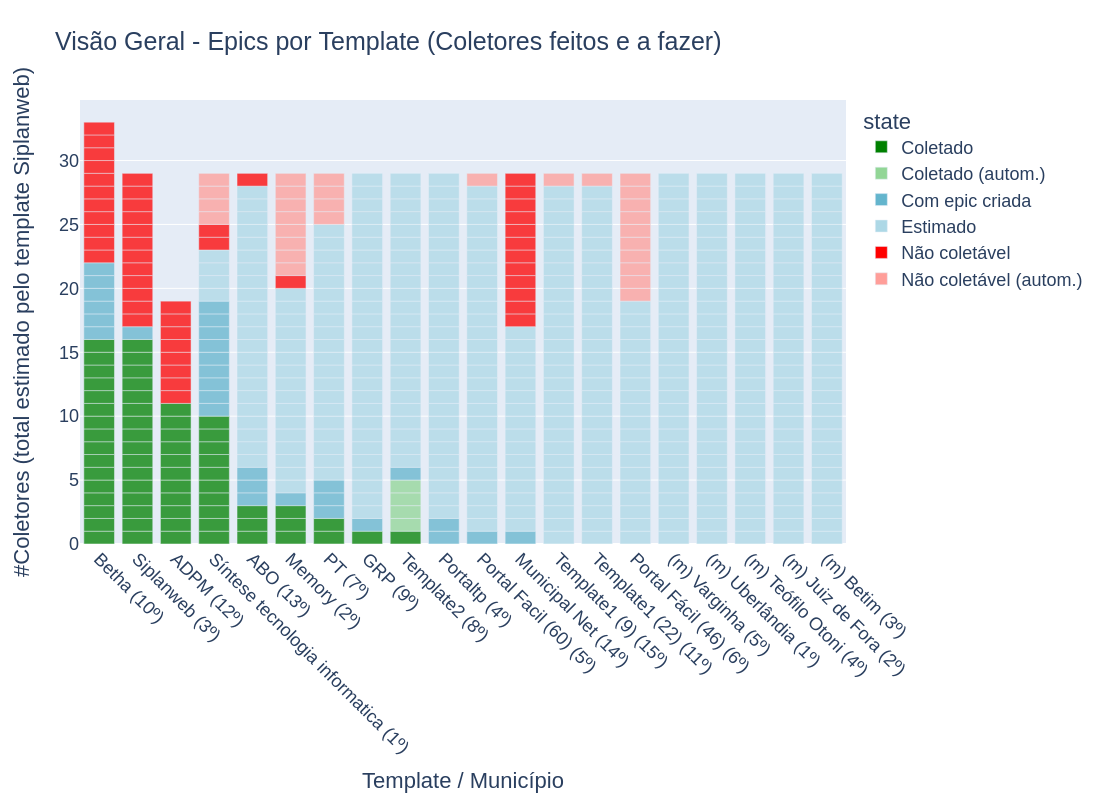 Visão Geral - Epics por Template (Coletores feitos e a fazer)
#Coletores (total estimado pelo template Siplanweb)
30
25
20
15
10
5
0
Betha (10º)
Siplanweb (3º)
ADPM (12º)
Síntese tecnologia informatica (1º)
ABO (13º)
Memory (2º)
PT (7º)
GRP (9º)
Template2 (8º)
Portaltp (4º)
Portal Facil (60) (5º)
Municipal Net (14º)
Template1 (9) (15º)
Template1 (22) (11º)
Portal Fácil (46) (6º)
(m) Varginha (5º)
(m) Uberlândia (1º)
(m) Teófilo Otoni (4º)
(m) Juiz de Fora (2º)
(m) Betim (3º)
Template / Município
state
Coletado
Coletado (autom.)
Com epic criada
Estimado
Não coletável
Não coletável (autom.)